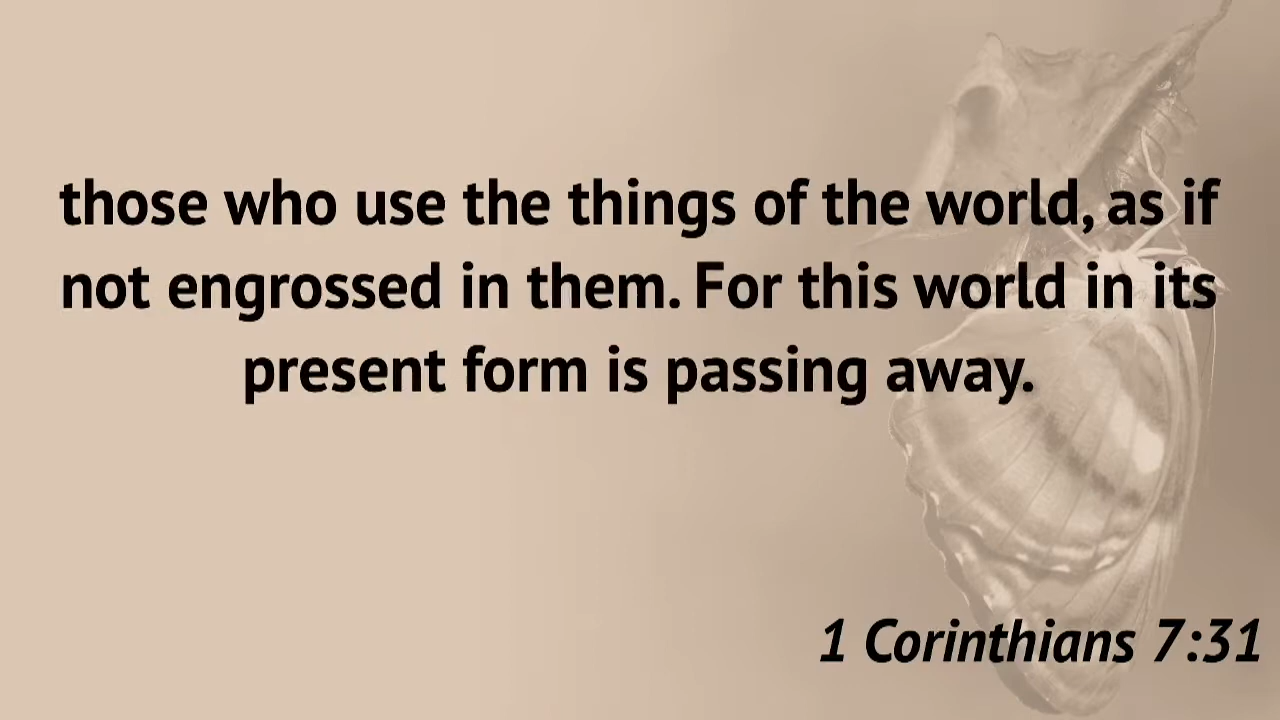 those who use the things of the world, as if
not engrossed in them. For this world in its
present form is passing away.
1 Corinthians 7:31